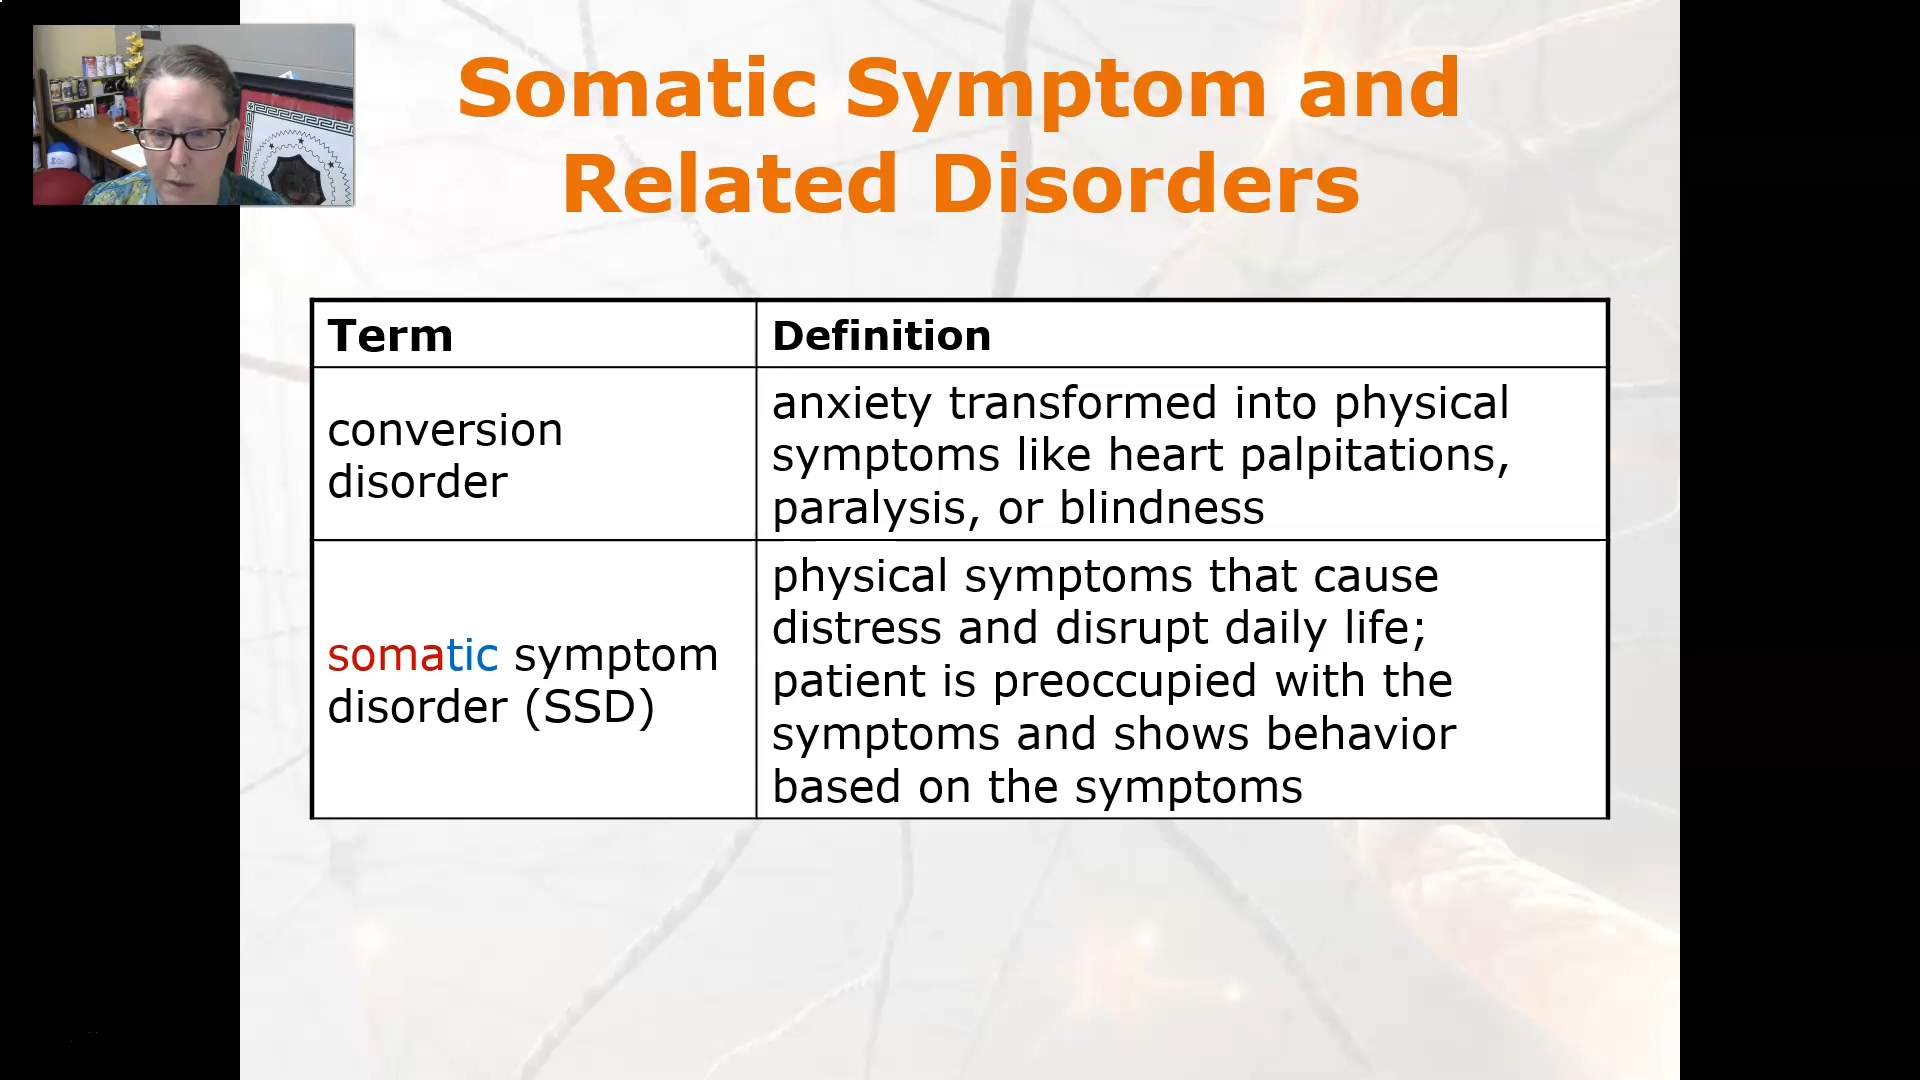 Somatic Symptom and
Related Disorders
Term
Definition
conversion
disorder
anxiety transformed into physical
symptoms like heart palpitations,
paralysis, or blindness
somatic symptom
disorder (SSD)
physical symptoms that cause
distress and disrupt daily life;
patient is preoccupied with the
symptoms and shows behavior
based on the symptoms